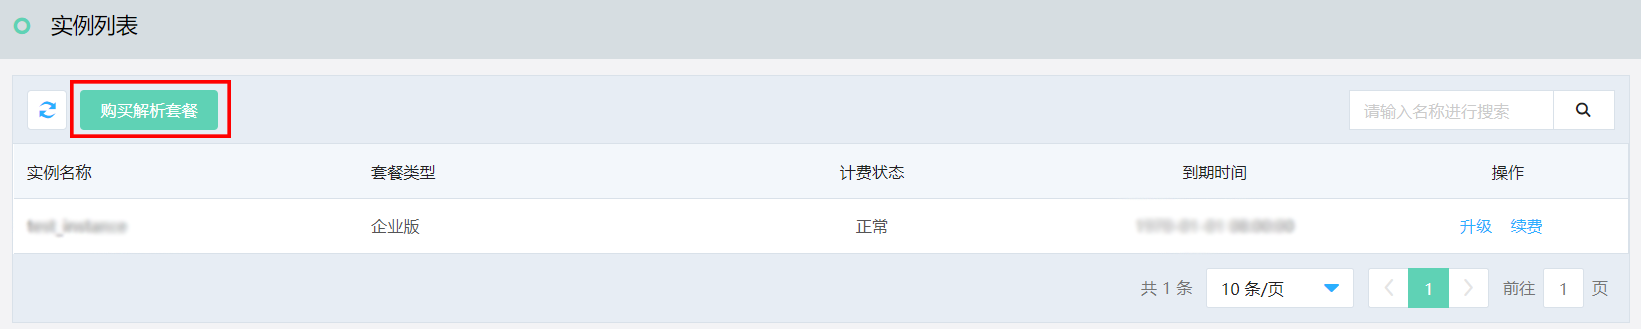 实例列表
购买解析套餐
请输入名称进行搜索
实例名称 套餐类型 计费状态 到期时间 操作
企业版 正常 升级 续费
共 1 条 10 条/页 1 前往 1 页